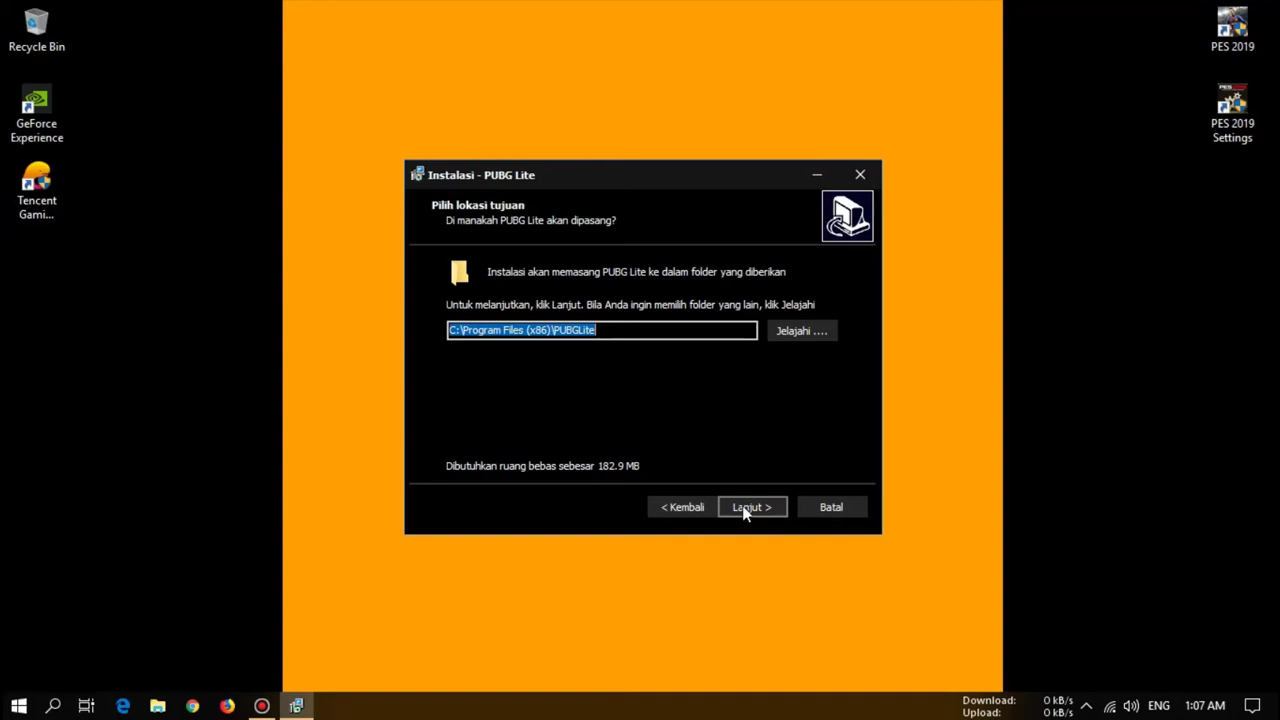 Recycle Bin
GeForce
Experience
Tencent
Gami...
PES 2019
PES 2019
Settings
Instalasi - PUBG Lite
Pilih lokasi tujuan
Di manakah PUBG Lite akan dipasang?
Instalasi akan memasang PUBG Lite ke dalam folder yang diberikan
Untuk melanjutkan, klik Lanjut. Bila Anda ingin memilih folder yang lain, klik Jelajahi
C:\Program Files (x86)\PUBGLite
Jelajahi ....
Dibutuhkan ruang bebas sebesar 182.9 MB
< Kembali
Lanjut >
Batal
Download: 0 kB/s
Upload: 0 kB/s
ENG
1:07 AM